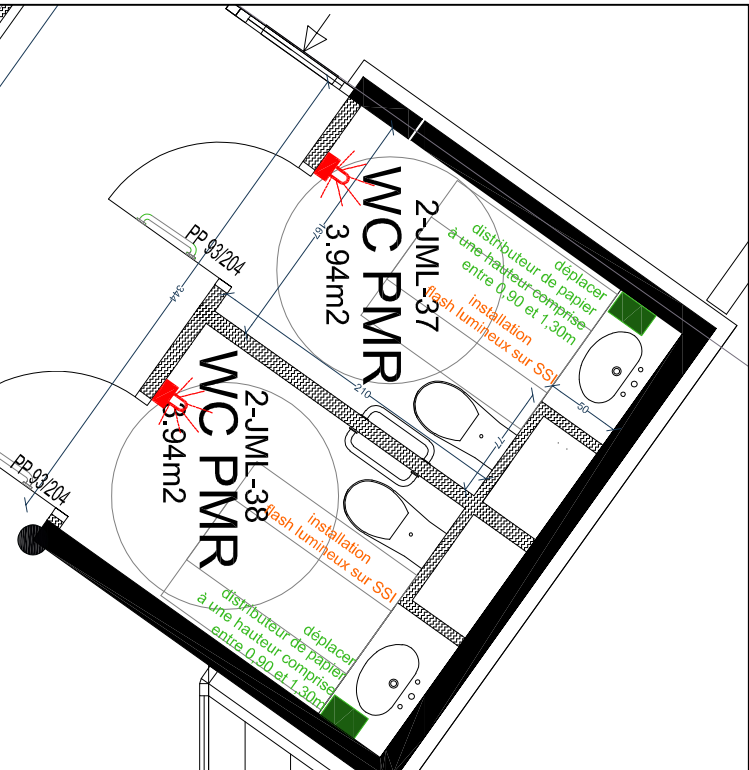 2-JML-37
WC PMR
3.94m2
PP 93/204
déplacer
distributeur de papier
à une hauteur comprise
entre 0,90 et 1,30m
installation
flash lumineux sur SSI
167
344
210
77
50
2-JML-38
WC PMR
3.94m2
PP 93/204
installation
flash lumineux sur SSI
déplacer
distributeur de papier
à une hauteur comprise
entre 0,90 et 1,30m